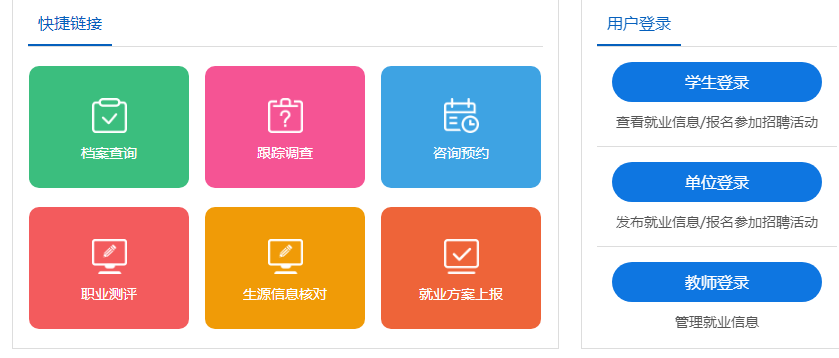 快捷链接
档案查询
跟踪调查
咨询预约
职业测评
生源信息核对
就业方案上报
用户登录
学生登录
查看就业信息/报名参加招聘活动
单位登录
发布就业信息/报名参加招聘活动
教师登录
管理就业信息